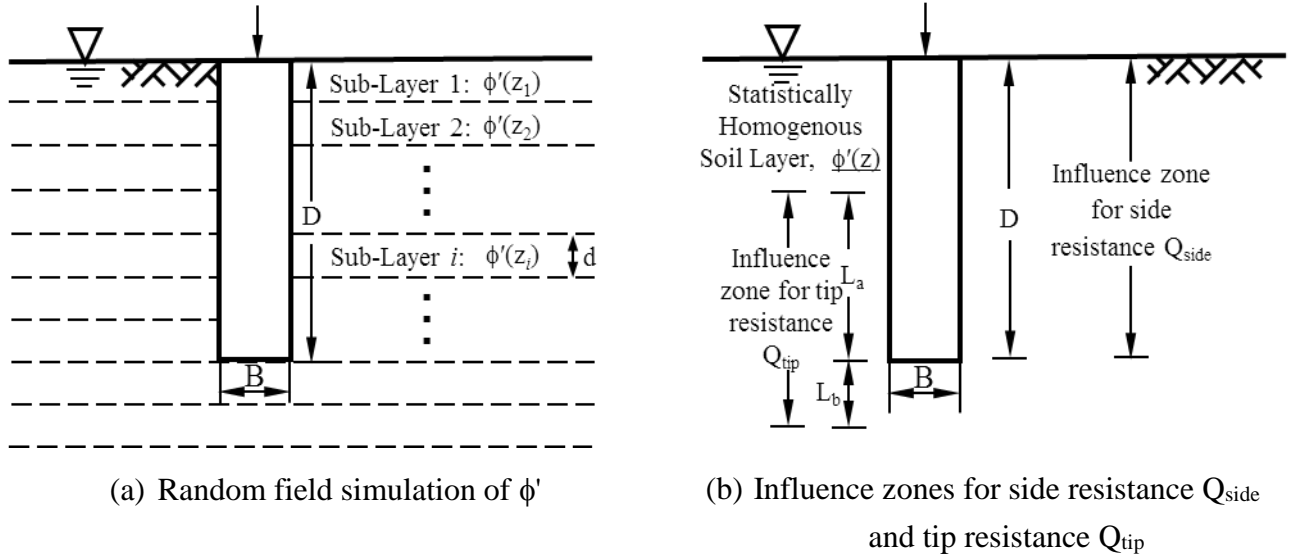 Sub-Layer 1: ϕ′(z1)
Sub-Layer 2: ϕ′(z2)
D
Sub-Layer i: ϕ′(zi)
d
B
(a) Random field simulation of ϕ'
Statistically
Homogenous
Soil Layer, ϕ′(z)
Influence
zone for tip
resistance
Qtip
La
Lb
D
B
Influence zone
for side
resistance Qside
(b) Influence zones for side resistance Qside
and tip resistance Qtip